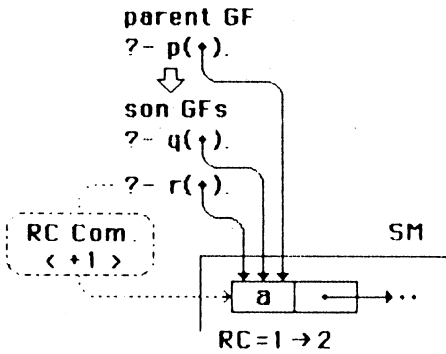 parent GF
?- p(•).
son GFs
?- q(•).
?- r(•).
RC Com.
< +1 >
SM
a
RC=1→2